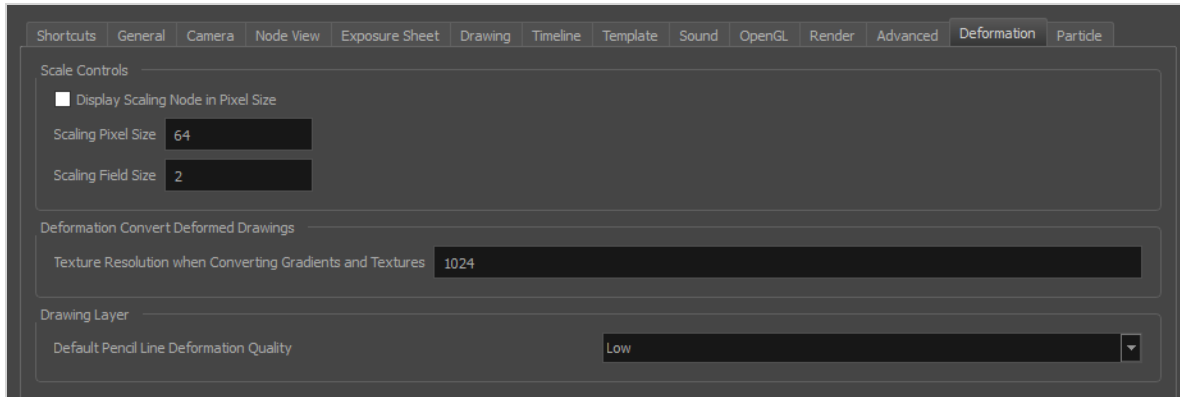 Shortcuts General Camera Node View Exposure Sheet Drawing Timeline Template Sound OpenGL Render Advanced Deformation Particle
Scale Controls
Display Scaling Node in Pixel Size
Scaling Pixel Size 64
Scaling Field Size 2
Deformation Convert Deformed Drawings
Texture Resolution when Converting Gradients and Textures 1024
Drawing Layer
Default Pencil Line Deformation Quality Low